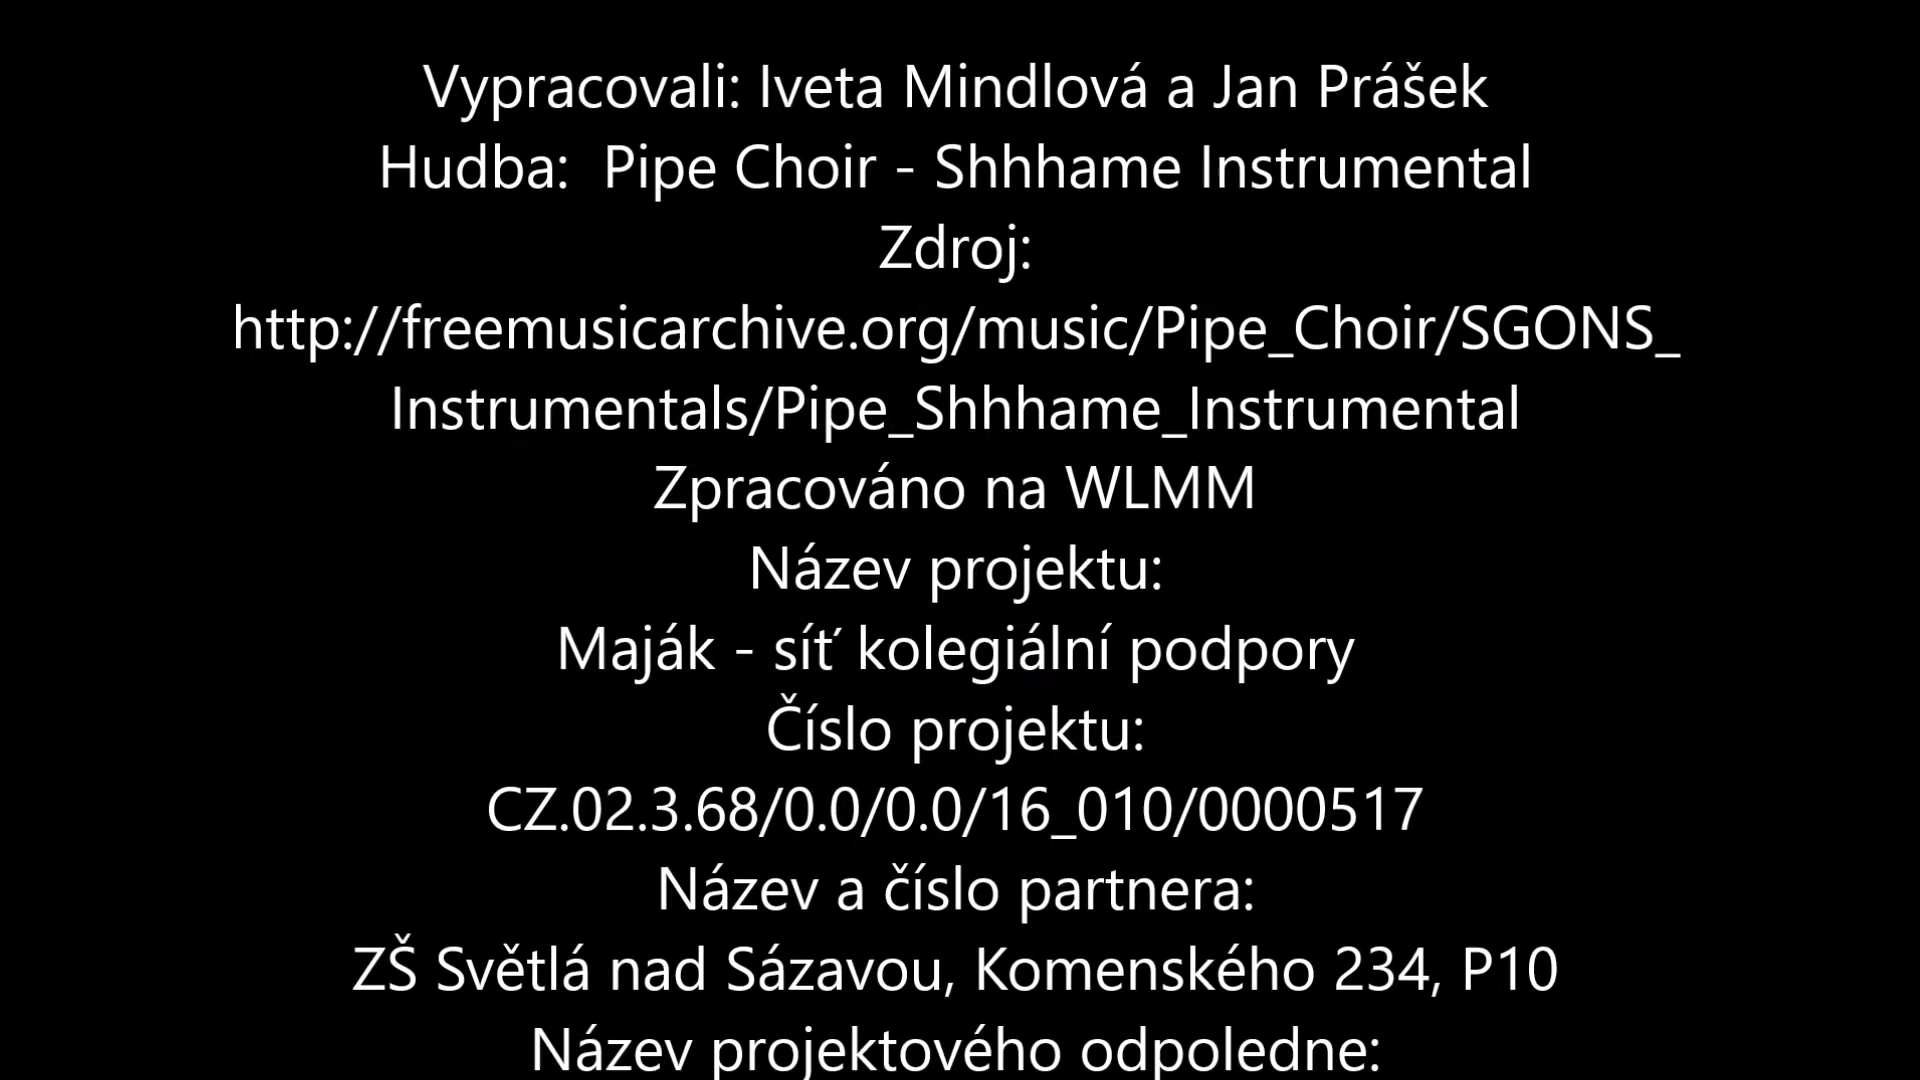 Vypracovali: Iveta Mindlová a Jan Prášek
Hudba:  Pipe Choir - Shhhame Instrumental
Zdroj:
http://freemusicarchive.org/music/Pipe_Choir/SGONS_
Instrumentals/Pipe_Shhhame_Instrumental
Zpracováno na WLMM
Název projektu:
Maják - síť kolegiální podpory
Číslo projektu:
CZ.02.3.68/0.0/0.0/16_010/0000517
Název a číslo partnera:
ZŠ Světlá nad Sázavou, Komenského 234, P10
Název projektového odpoledne: